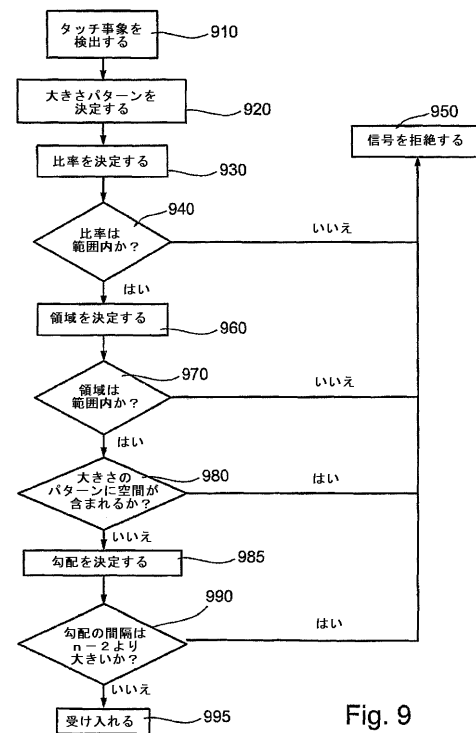 タッチ事象を
検出する
910
大きさパターンを
決定する
920
比率を決定する
930
950
信号を拒絶する
940
比率は
範囲内か?
いいえ
はい
領域を決定する
960
970
領域は
範囲内か?
いいえ
はい
980
大きさの
パターンに空間が
含まれるか?
はい
いいえ
勾配を決定する
985
990
勾配の間隔は
n-2より
大きいか?
はい
いいえ
受け入れる
995
Fig. 9